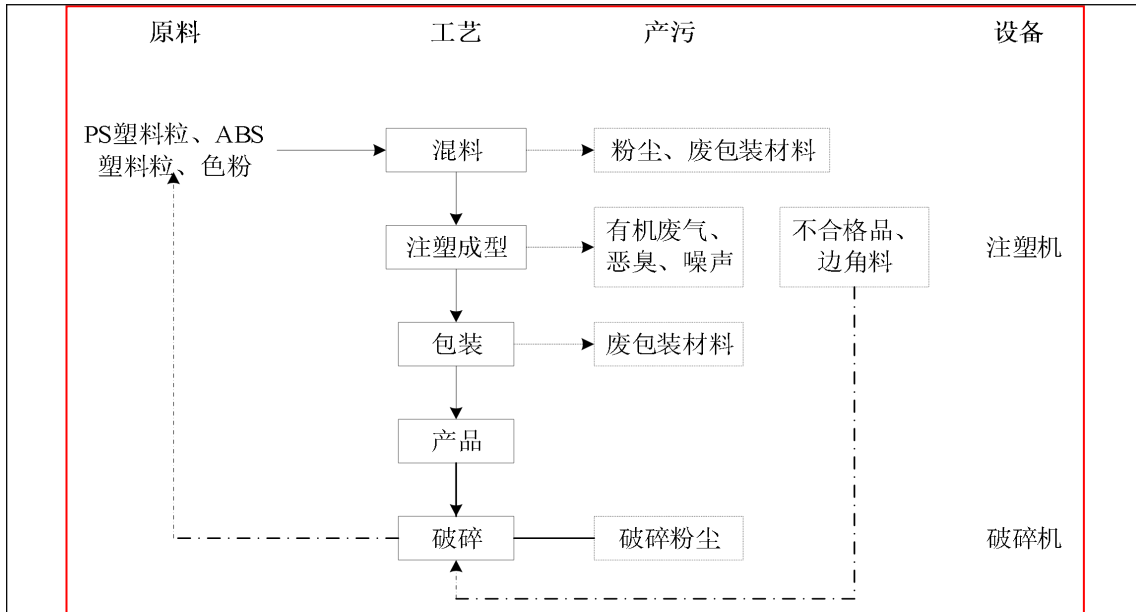 原料 工艺 产污 设备
PS塑料粒、ABS
塑料粒、色粉
混料
粉尘、废包装材料
注塑成型
有机废气、
恶臭、噪声
不合格品、
边角料
注塑机
包装
废包装材料
产品
破碎
破碎粉尘
破碎机